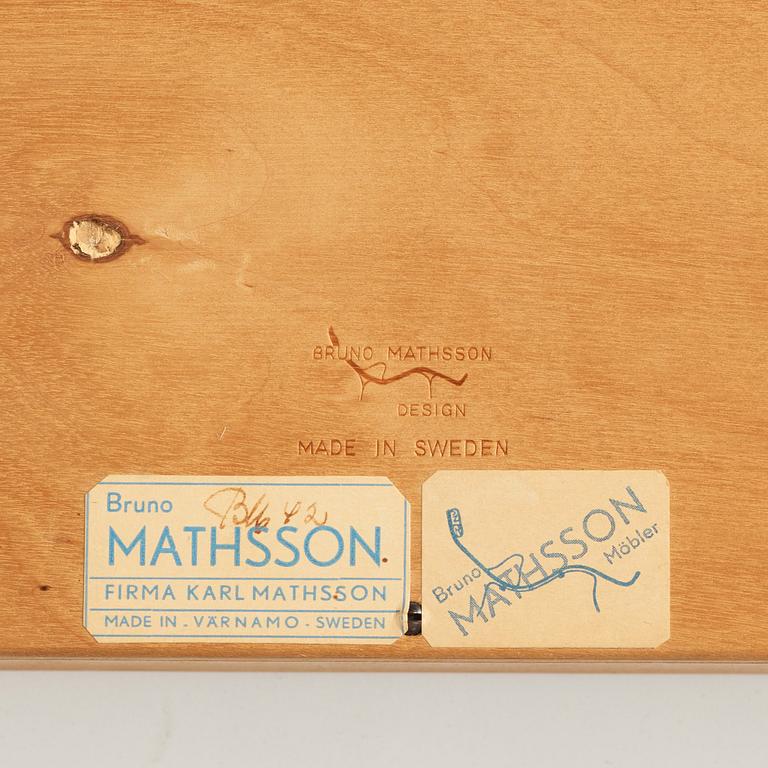 BRUNO MATHSSON
DESIGN
MADE IN SWEDEN
Bruno
MATHSSON
FIRMA KARL MATHSSON
MADE IN - VÄRNAMO - SWEDEN
Bruno
MATHSSON
Möbler